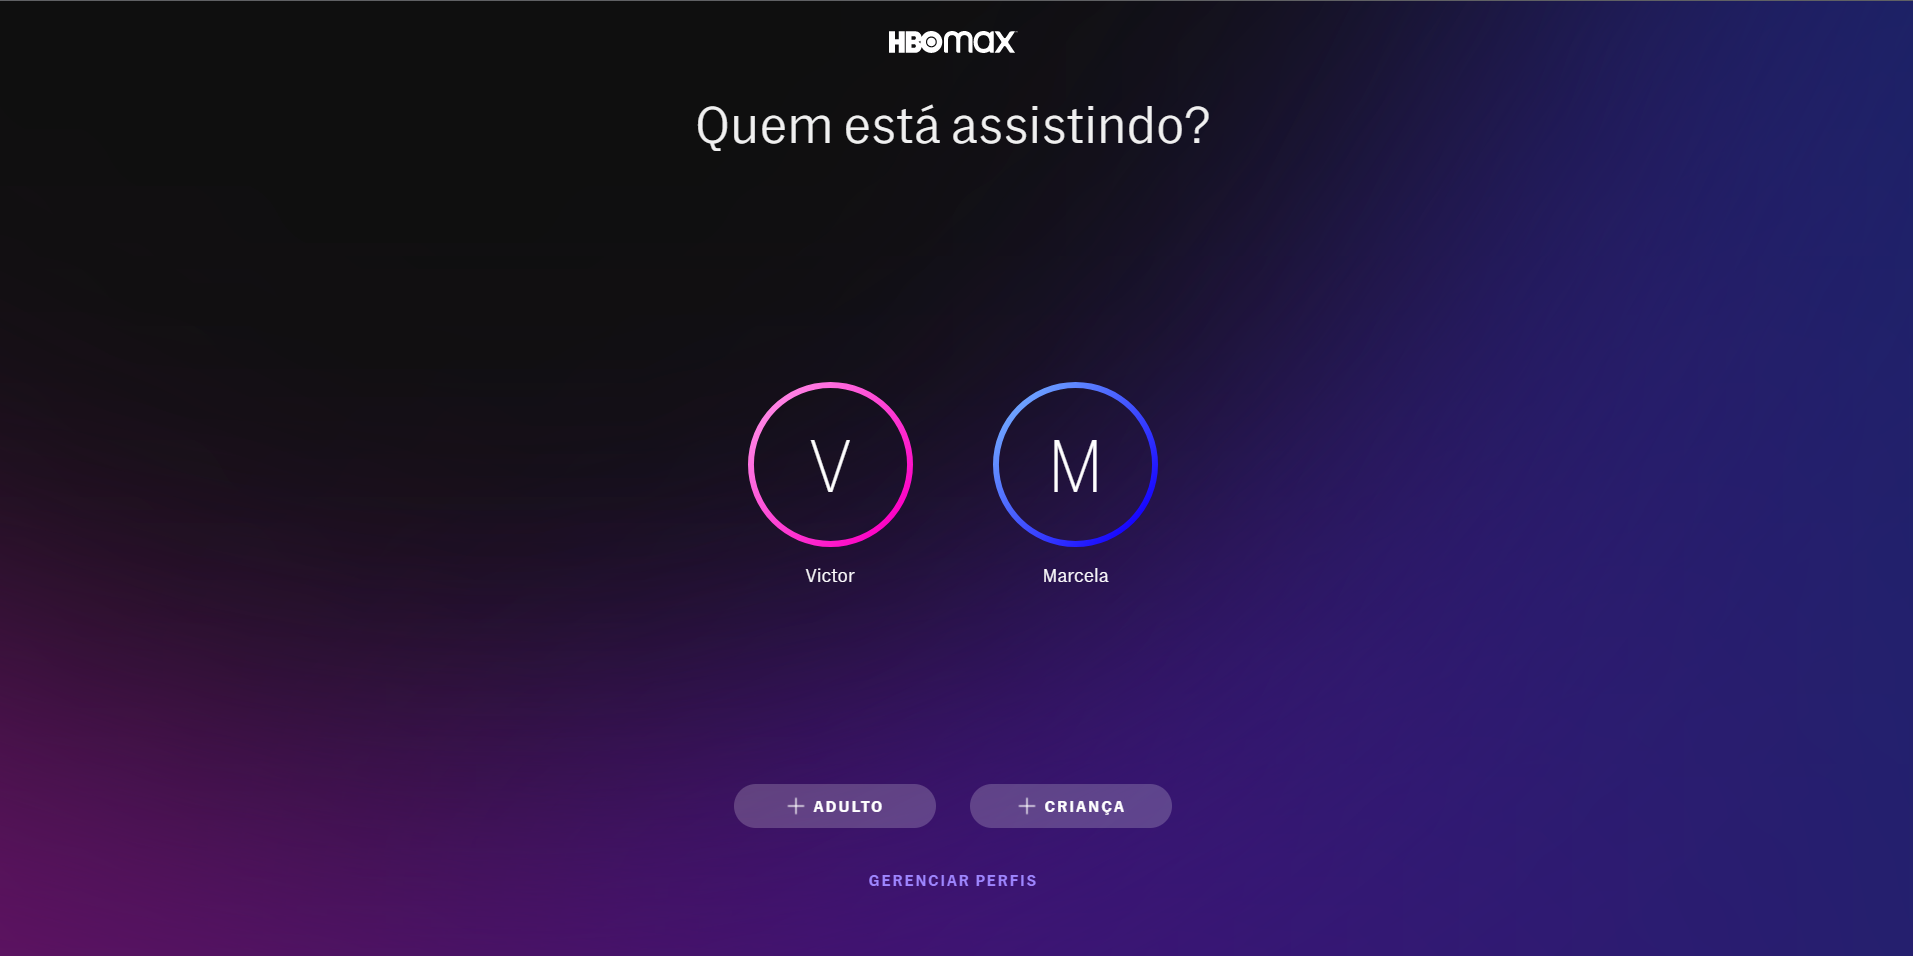 HBOMAX
Quem está assistindo?
V M
Victor Marcela
+ ADULTO + CRIANÇA
GERENCIAR PERFIS